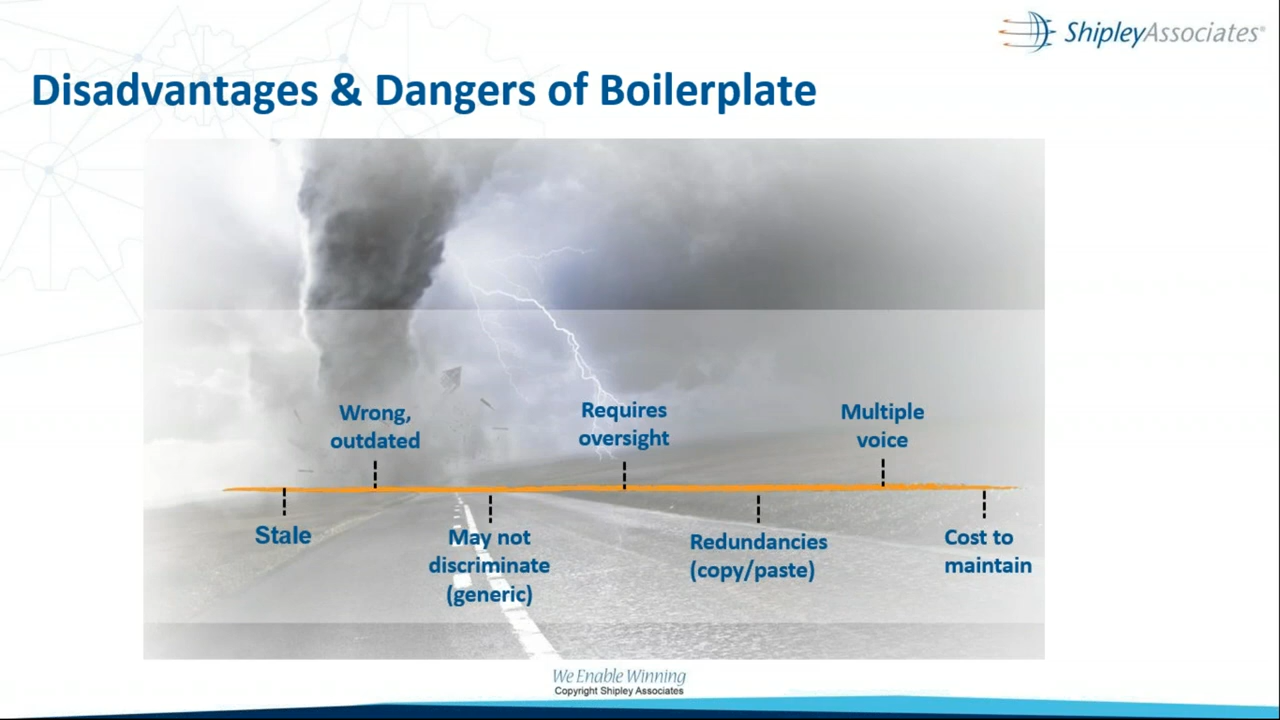 ShipleyAssociates®
Disadvantages & Dangers of Boilerplate
Wrong,
outdated
Requires
oversight
Multiple
voice
Stale
May not
discriminate
(generic)
Redundancies
(copy/paste)
Cost to
maintain
We Enable Winning
Copyright Shipley Associates